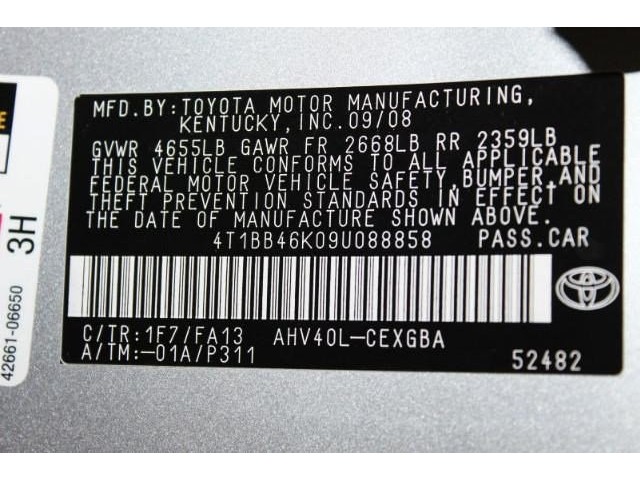 MFD.BY:TOYOTA MOTOR MANUFACTURING,
KENTUCKY,INC.09/08
GVWR 4655LB GAWR FR 2668LB RR 2359LB
THIS VEHICLE CONFORMS TO ALL APPLICABLE
FEDERAL MOTOR VEHICLE SAFETY,BUMPER,AND
THEFT PREVENTION STANDARDS IN EFFECT ON
THE DATE OF MANUFACTURE SHOWN ABOVE.
4T1BB46K09U088858 PASS.CAR
C/TR:1F7/FA13 AHV40L-CEXGBA
A/TM:-01A/P311 52482
3H
42661-06650